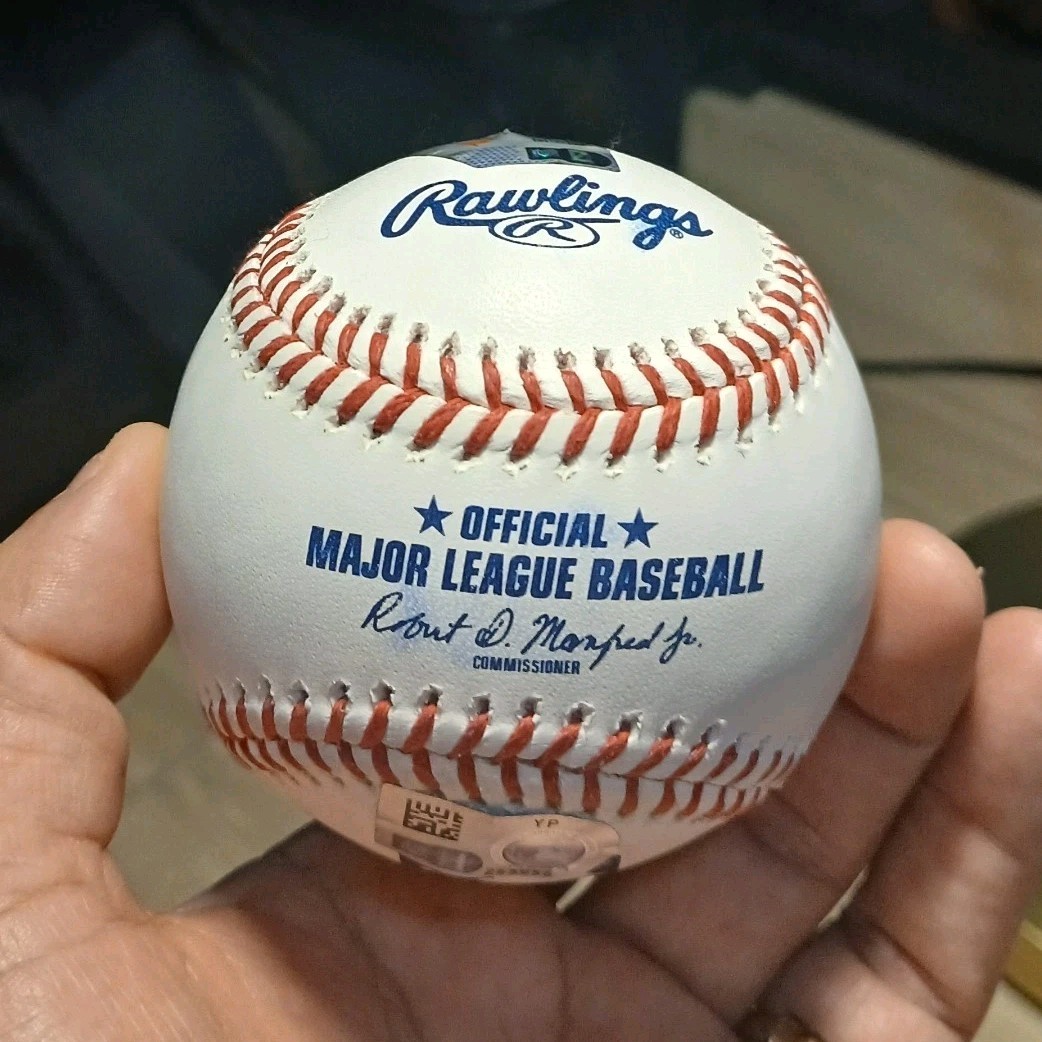 Rawlings®
R
★ OFFICIAL ★
MAJOR LEAGUE BASEBALL
Robert D. Manfred Jr.
COMMISSIONER
YP